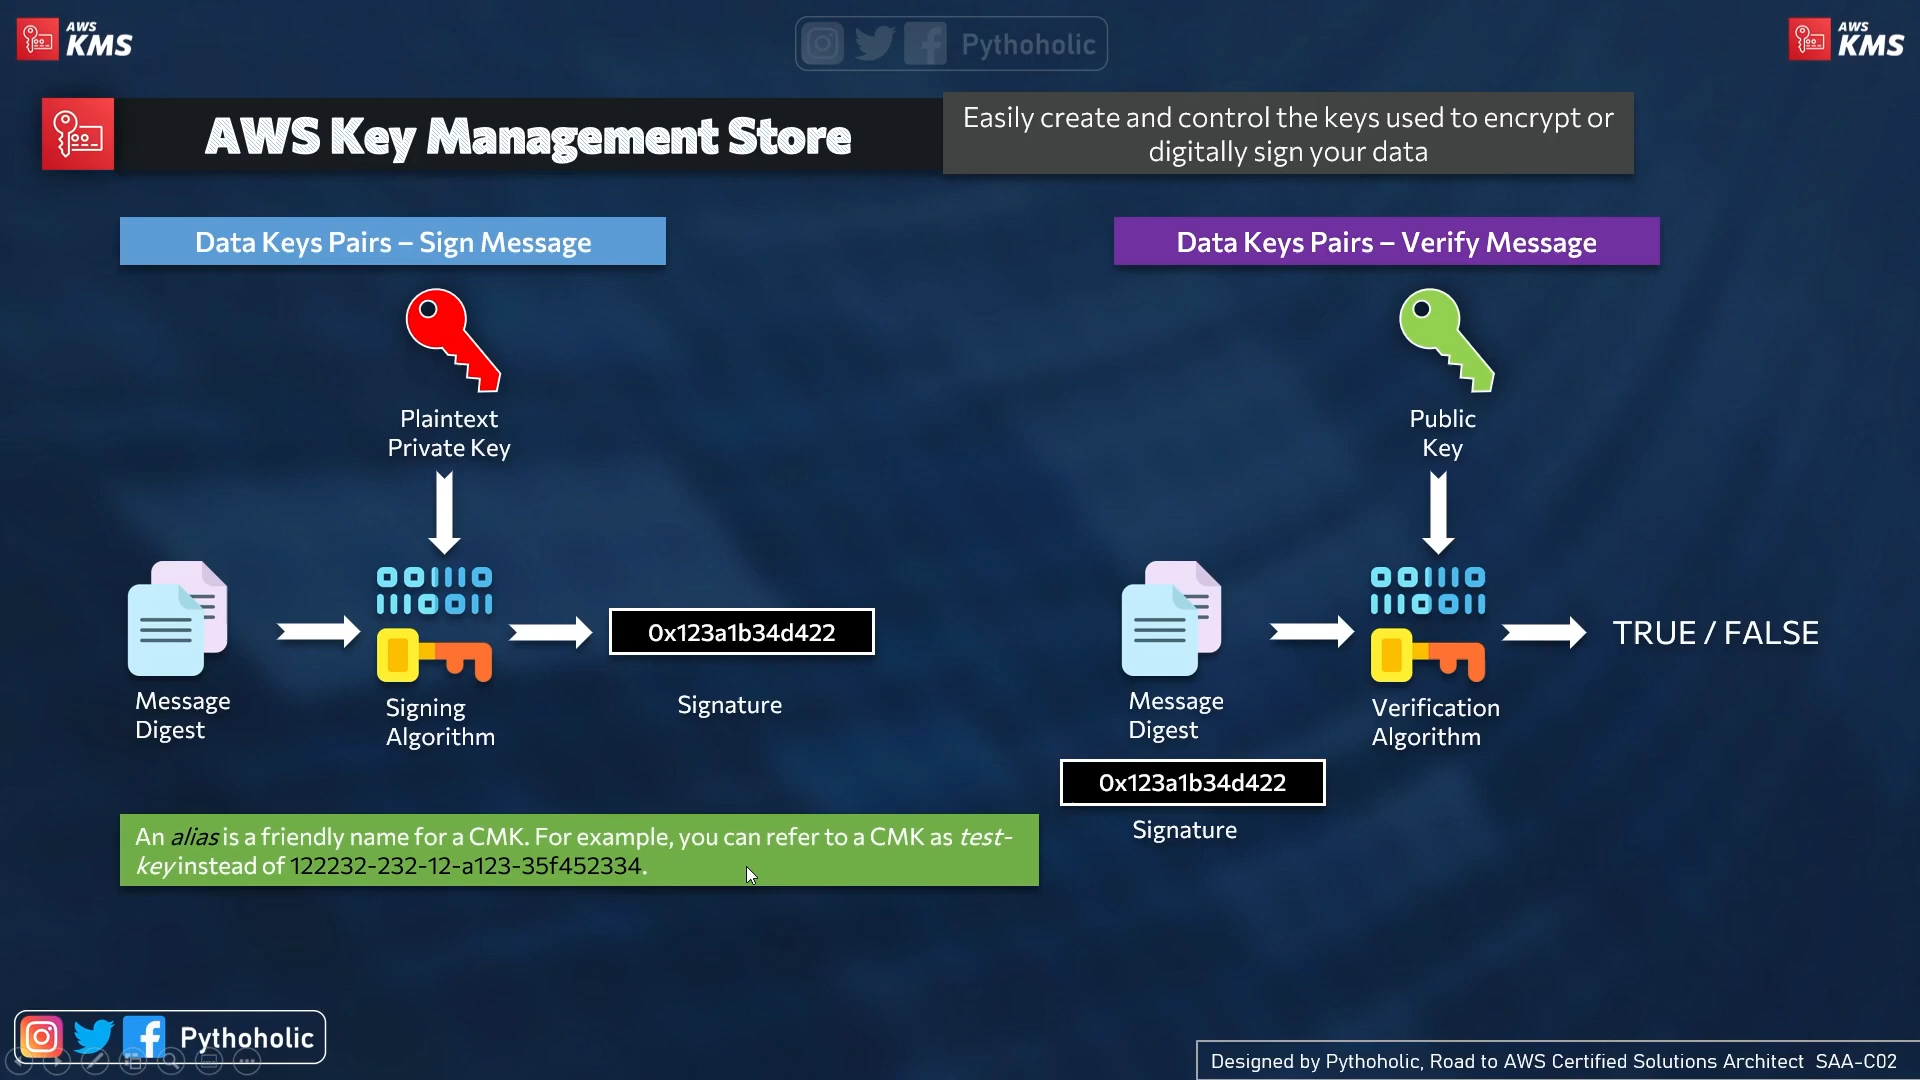 AWS
KMS
Pythoholic
AWS
KMS
AWS Key Management Store
Easily create and control the keys used to encrypt or
digitally sign your data
Data Keys Pairs – Sign Message
Plaintext
Private Key
Message
Digest
Signing
Algorithm
0x123a1b34d422
Signature
Data Keys Pairs – Verify Message
Public
Key
Message
Digest
Verification
Algorithm
TRUE / FALSE
0x123a1b34d422
Signature
An alias is a friendly name for a CMK. For example, you can refer to a CMK as test-
key instead of 122232-232-12-a123-35f452334.
Pythoholic
Designed by Pythoholic, Road to AWS Certified Solutions Architect SAA-C02